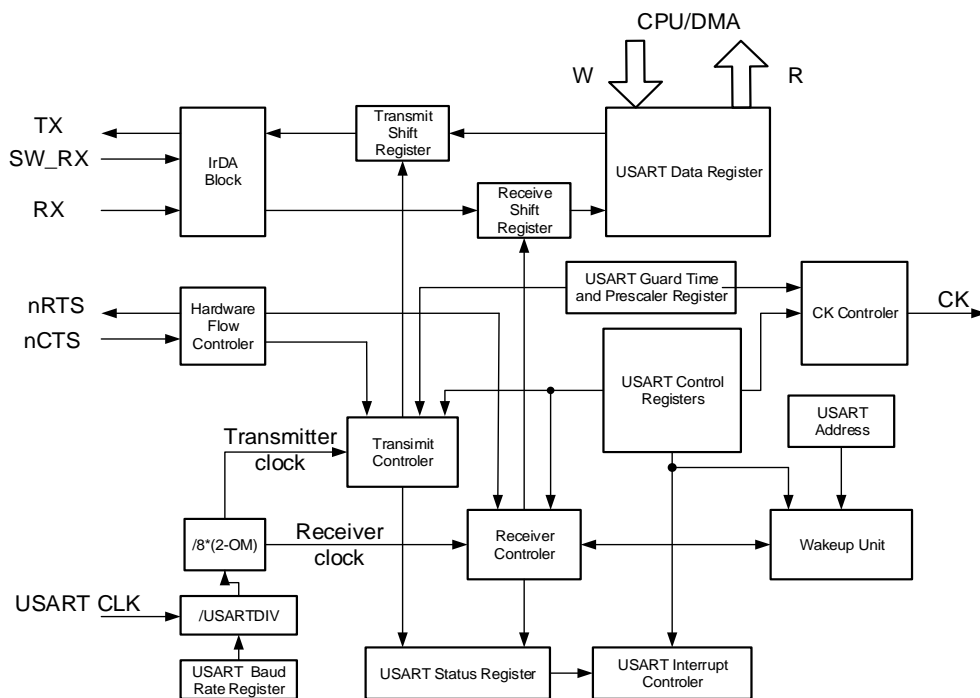 CPU/DMA
W
R
TX
SW_RX
RX
IrDA
Block
Transmit
Shift
Register
Receive
Shift
Register
USART Data Register
nRTS
nCTS
Hardware
Flow
Controler
USART Guard Time
and Prescaler Register
CK Controler
CK
USART Control
Registers
USART
Address
Transmitter
clock
Transimit
Controler
/8*(2-OM)
Receiver
clock
Receiver
Controler
Wakeup Unit
USART CLK
/USARTDIV
USART Baud
Rate Register
USART Status Register
USART Interrupt
Controler